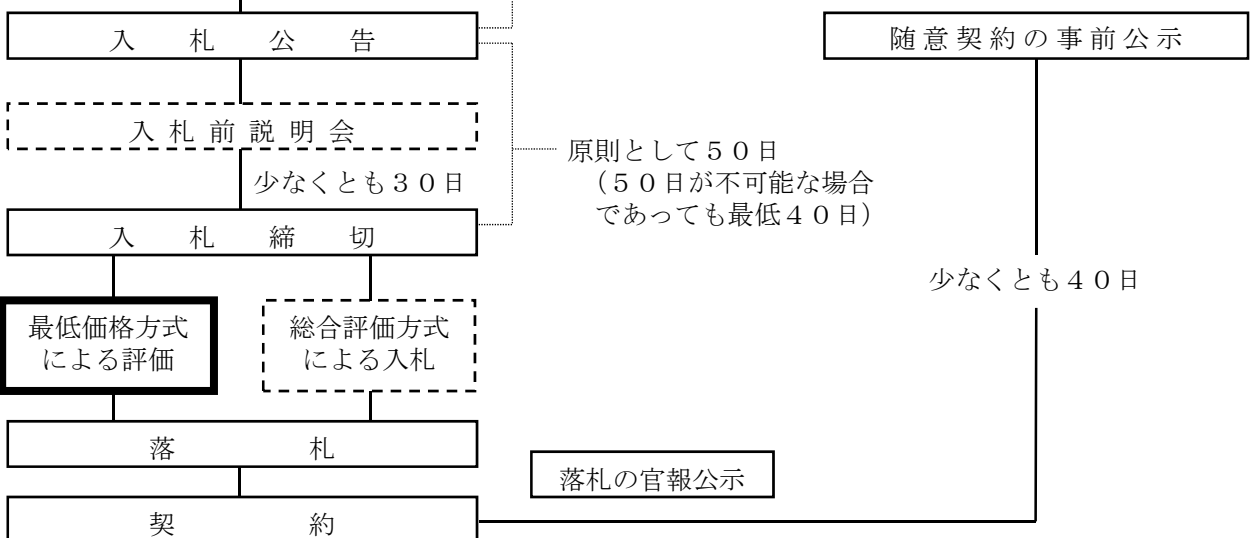 入札公告
随意契約の事前公示
入札前説明会
原則として５０日
（５０日が不可能な場合
であっても最低４０日）
少なくとも３０日
入札締切
少なくとも４０日
最低価格方式
による評価
総合評価方式
による入札
落札
落札の官報公示
契約